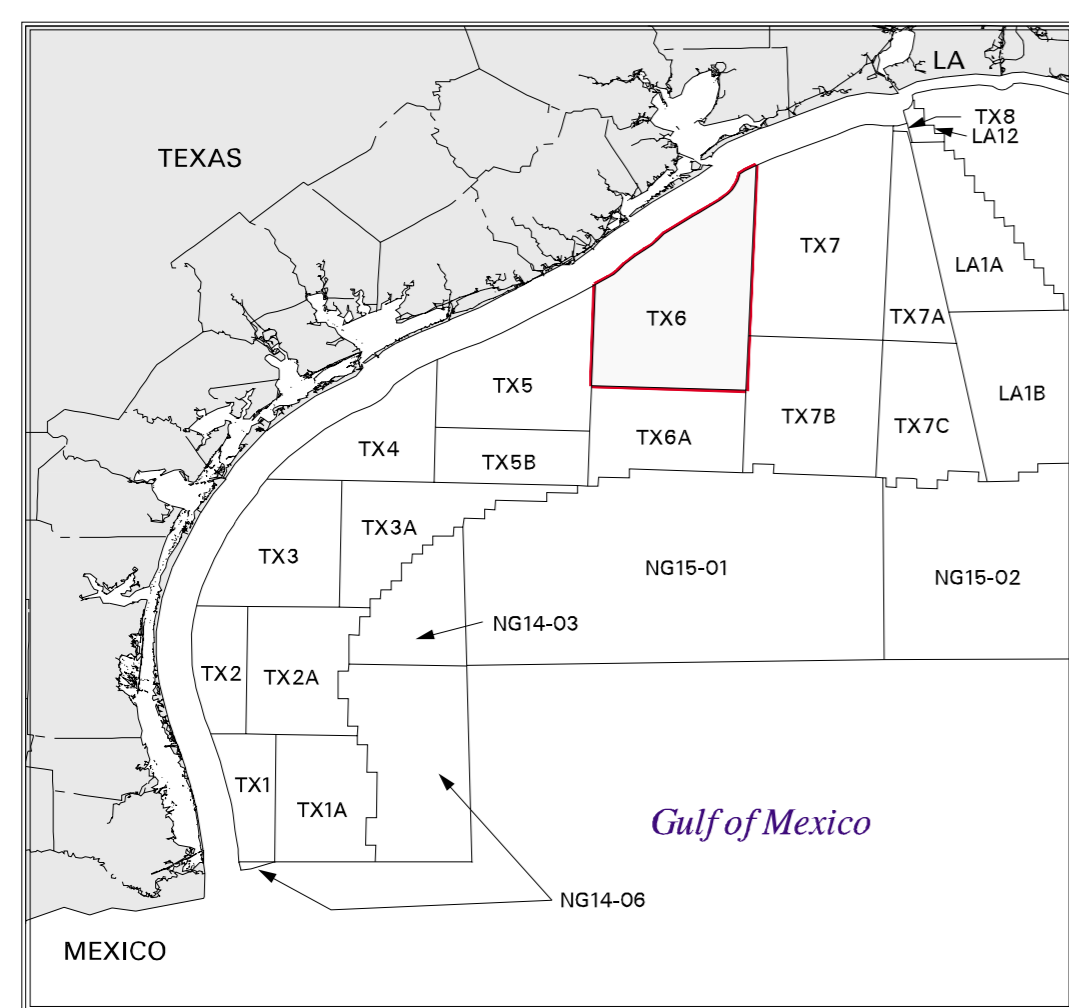 LA
TX8
LA12
TEXAS
TX7
LA1A
TX6
TX7A
TX5
LA1B
TX7B
TX7C
TX6A
TX4
TX5B
TX3A
TX3
NG15-01
NG15-02
NG14-03
TX2
TX2A
TX1
TX1A
Gulf of Mexico
NG14-06
MEXICO